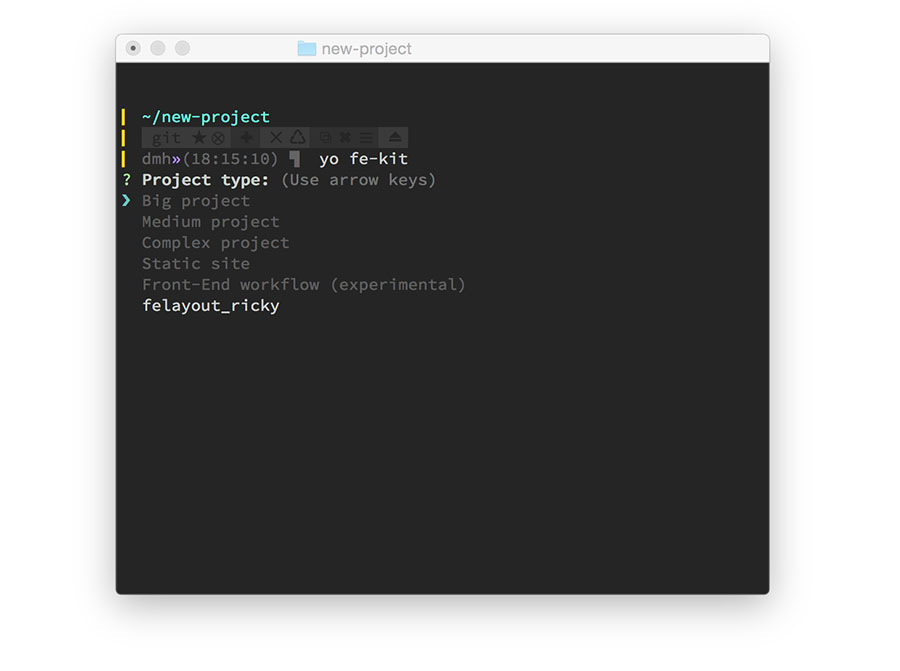 new-project
~/new-project
git
dmh»(18:15:10) yo fe-kit
? Project type: (Use arrow keys)
❯ Big project
Medium project
Complex project
Static site
Front-End workflow (experimental)
felayout_ricky